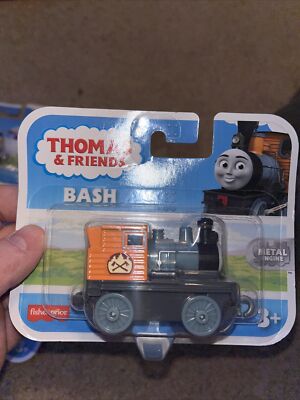 THOMAS
& FRIENDS
BASH
METAL
ENGINE
Fisher-Price
3+